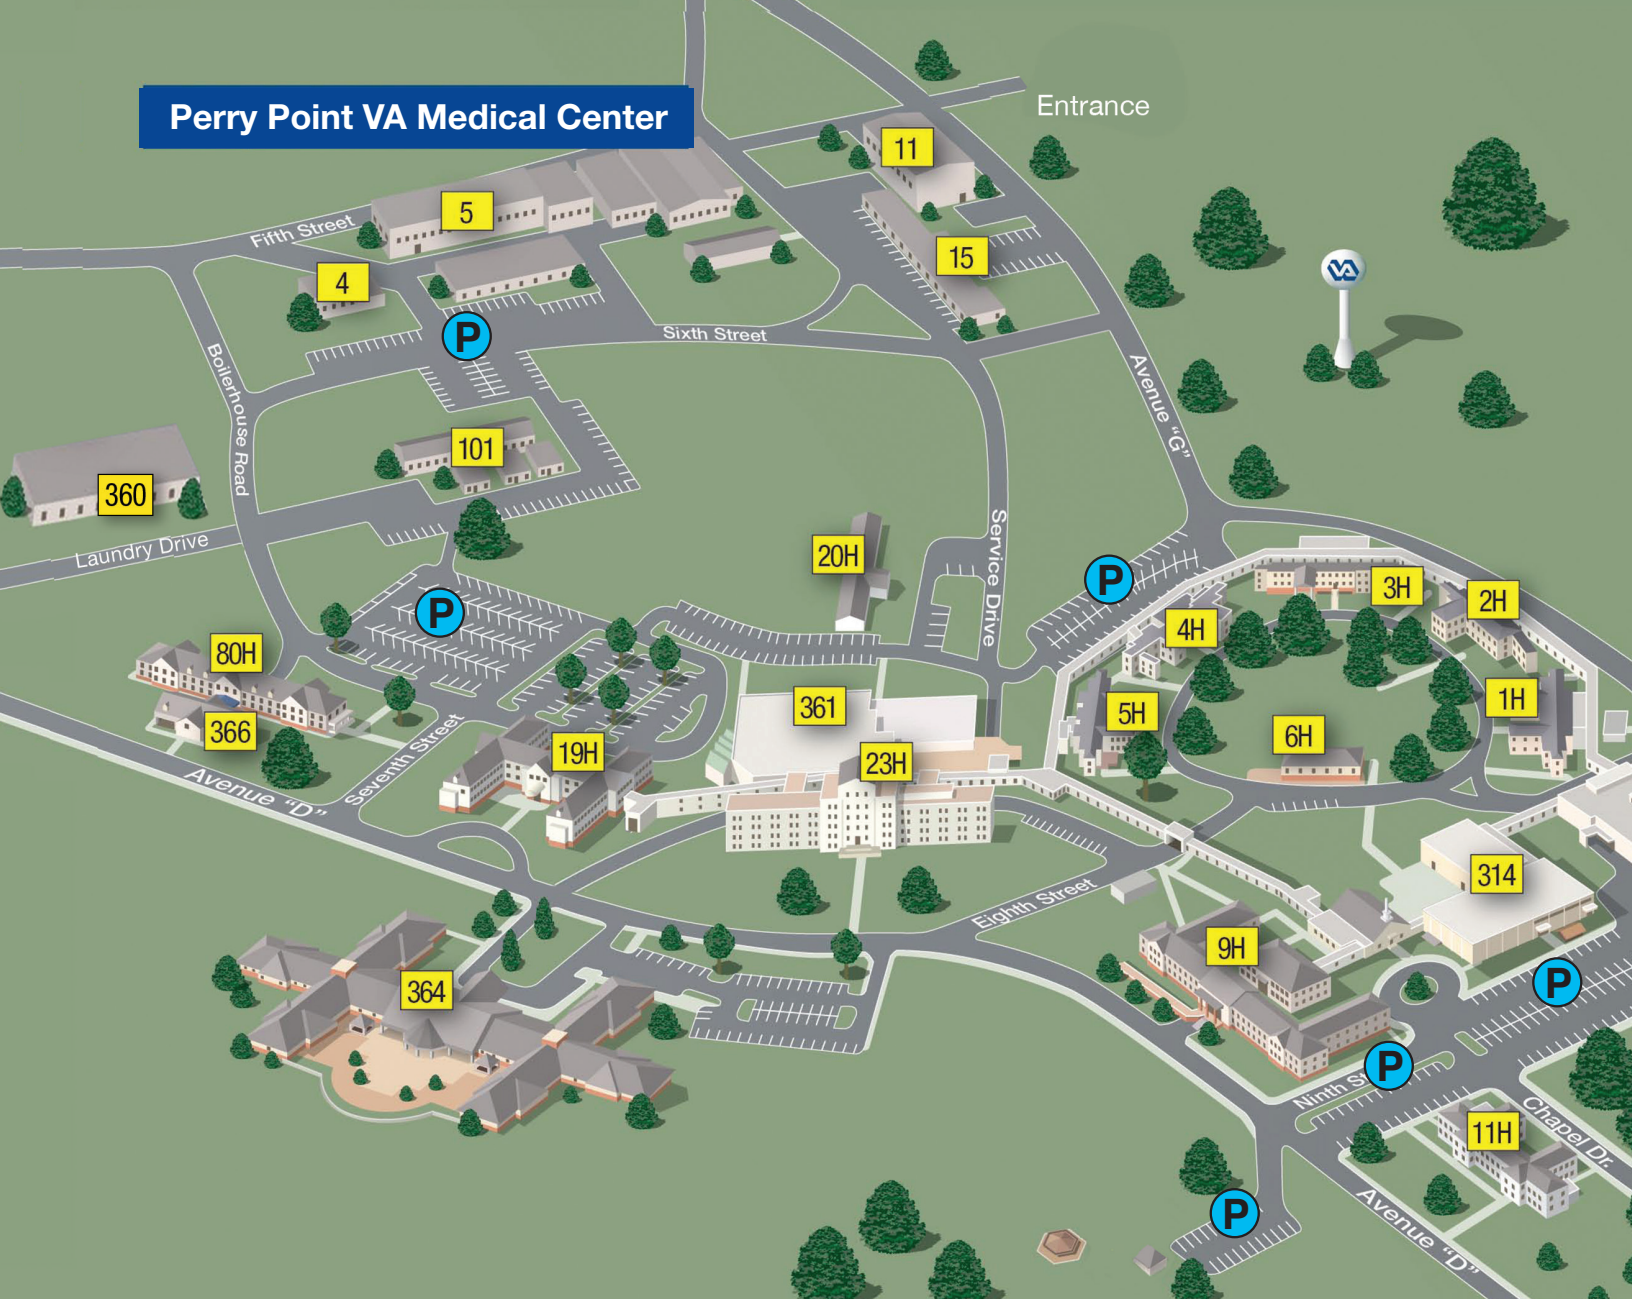 Perry Point VA Medical Center
Entrance
11
5
Fifth Street
15
4
VA
P
Sixth Street
Boilerhouse Road
Avenue "G"
101
360
Laundry Drive
20H
Service Drive
P
3H
2H
P
4H
80H
1H
361
5H
366
6H
19H
23H
Seventh Street
Avenue "D"
314
Eighth Street
9H
364
P
P
Ninth St
Chapel Dr.
11H
P
Avenue "D"